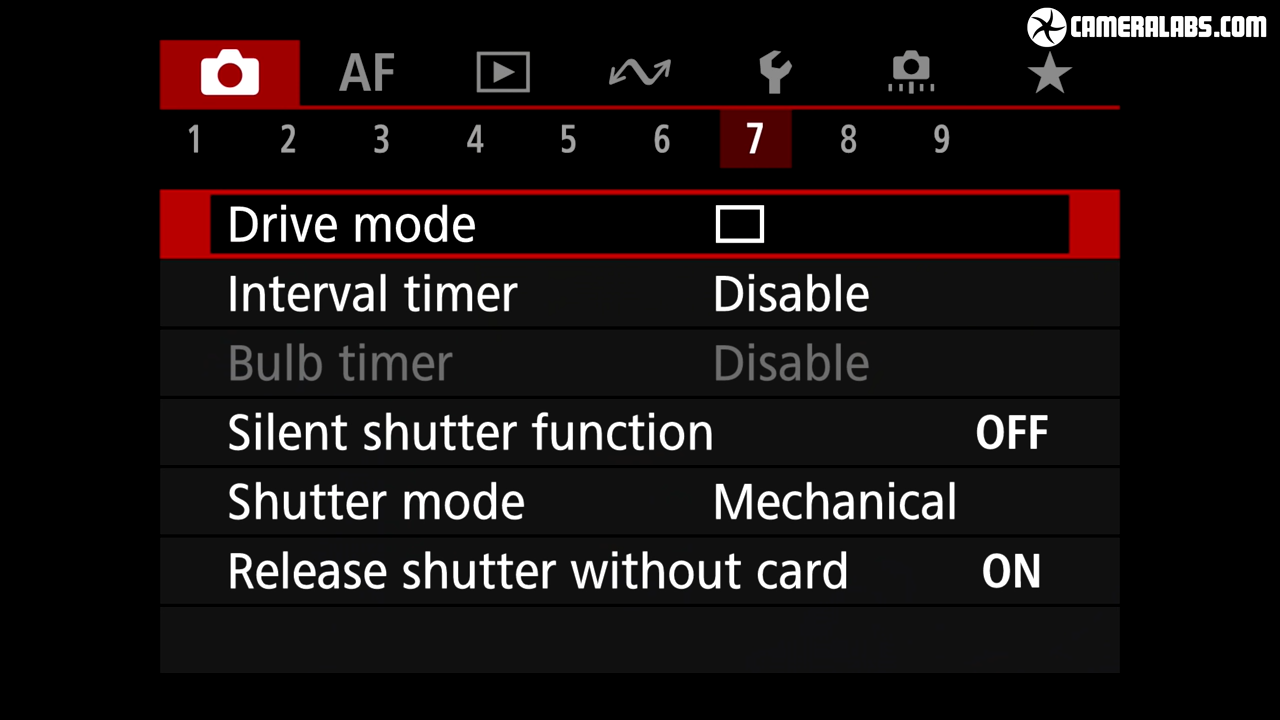 CAMERALABS.COM
AF
1 2 3 4 5 6 7 8 9
Drive mode
Interval timer Disable
Bulb timer Disable
Silent shutter function OFF
Shutter mode Mechanical
Release shutter without card ON